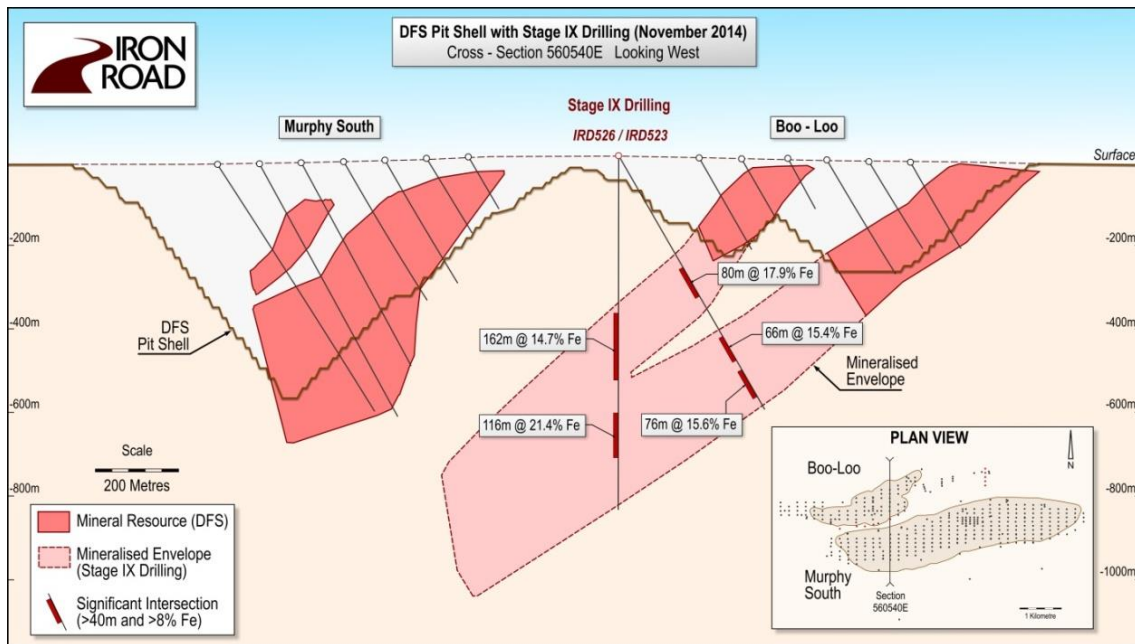 IRON
ROAD
DFS Pit Shell with Stage IX Drilling (November 2014)
Cross - Section 560540E Looking West
Stage IX Drilling
IRD526 / IRD523
Murphy South
Boo - Loo
Surface
-200m
-200m
80m @ 17.9% Fe
-400m
DFS
Pit Shell
162m @ 14.7% Fe
66m @ 15.4% Fe
-400m
Mineralised
Envelope
-600m
116m @ 21.4% Fe
76m @ 15.6% Fe
-600m
Scale
200 Metres
-800m
-800m
-1000m
Mineral Resource (DFS)
Mineralised Envelope
(Stage IX Drilling)
Significant Intersection
(>40m and >8% Fe)
PLAN VIEW
Boo-Loo
N
Murphy
South
Section
560540E
1 Kilometre